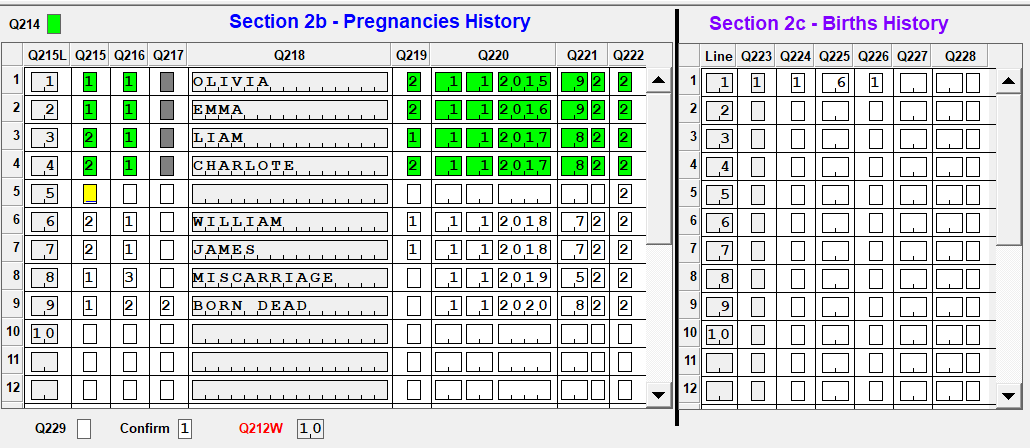 Q214 Section 2b - Pregnancies History Section 2c - Births History
Q215L Q215 Q216 Q217 Q218 Q219 Q220 Q221 Q222 Line Q223 Q224 Q225 Q226 Q227 Q228
1 1 1 1 OLIVIA 2 1 1 2015 9 2 2 1 1 1 1 6 1
2 2 1 1 EMMA 2 1 1 2016 9 2 2 2 2
3 3 2 1 LIAM 1 1 1 2017 8 2 2 3 3
4 4 2 1 CHARLOTE 2 1 1 2017 8 2 2 4 4
5 5 2 5 5
6 6 2 1 WILLIAM 1 1 1 2018 7 2 2 6 6
7 7 2 1 JAMES 1 1 1 2018 7 2 2 7 7
8 8 1 3 MISCARRIAGE 1 1 2019 5 2 2 8 8
9 9 1 2 2 BORN DEAD 1 1 2020 8 2 2 9 9
10 10 10 10
11 11
12 12
Q229 Confirm 1 Q212W 10